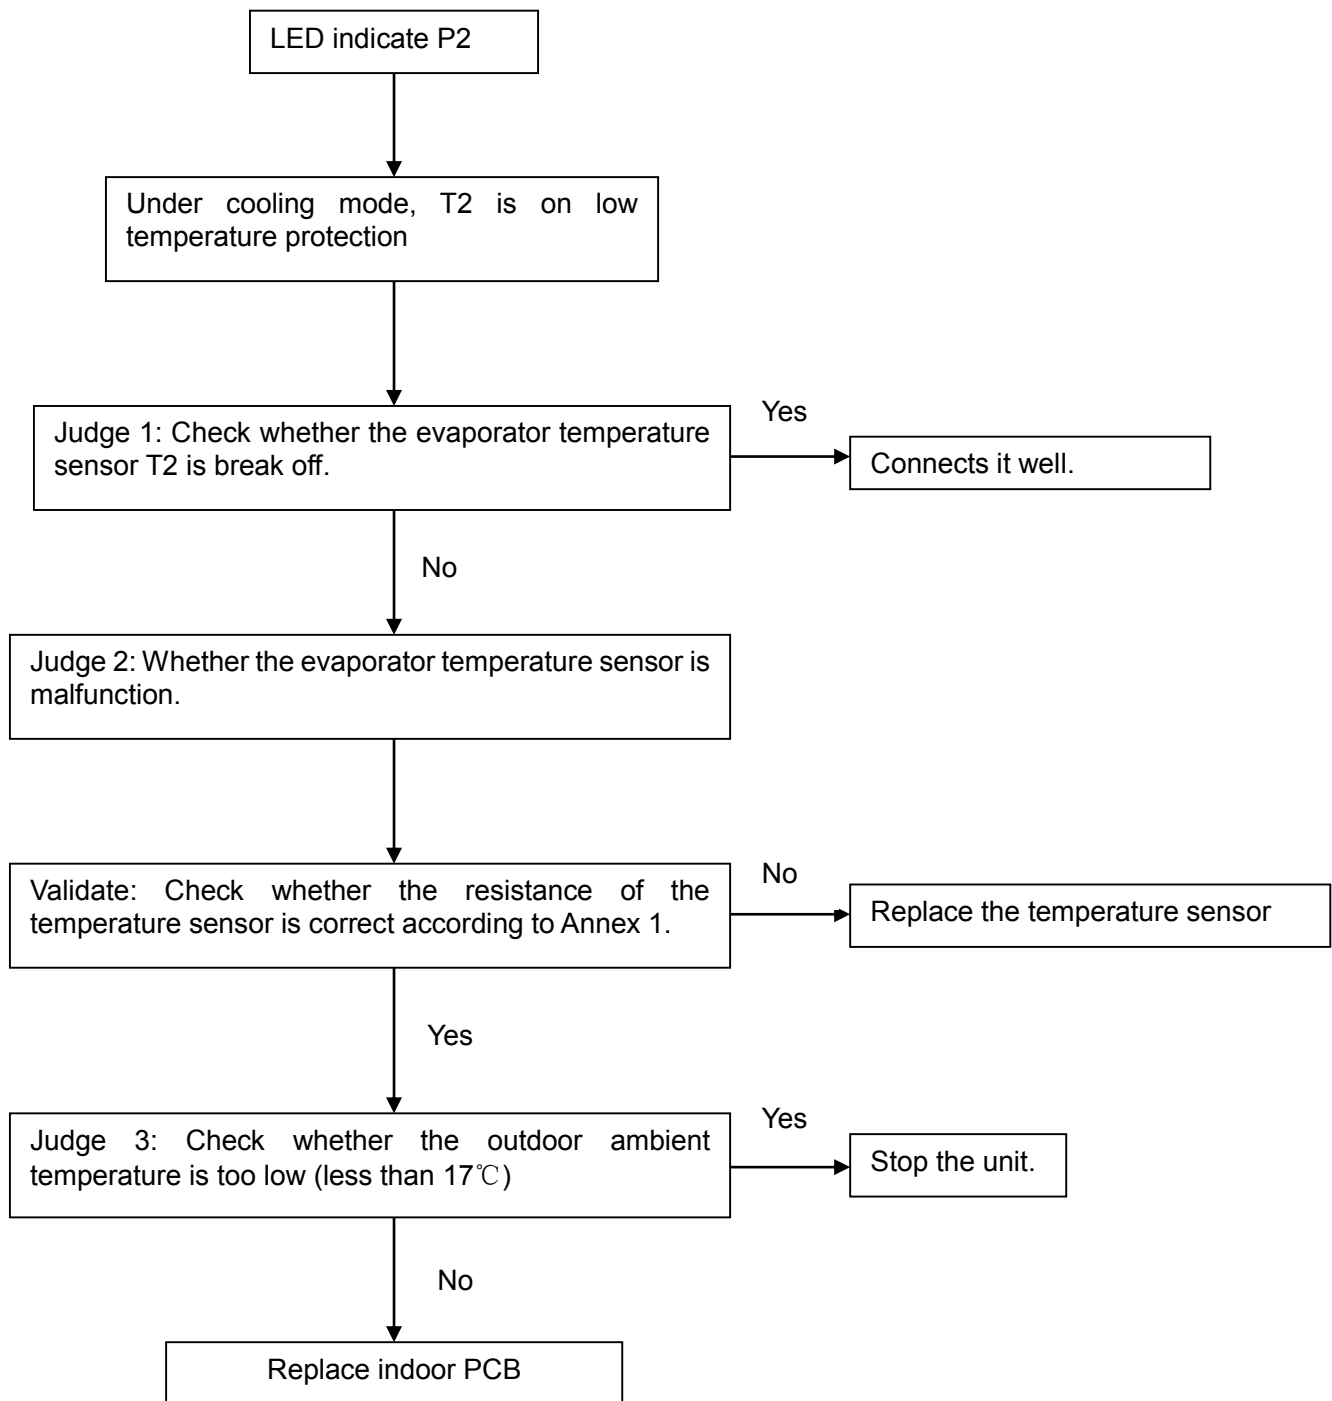 LED indicate P2
Under cooling mode, T2 is on low
temperature protection
Judge 1: Check whether the evaporator temperature
sensor T2 is break off.
Yes
Connects it well.
No
Judge 2: Whether the evaporator temperature sensor is
malfunction.
Validate: Check whether the resistance of the
temperature sensor is correct according to Annex 1.
No
Replace the temperature sensor
Yes
Judge 3: Check whether the outdoor ambient
temperature is too low (less than 17℃)
Yes
Stop the unit.
No
Replace indoor PCB